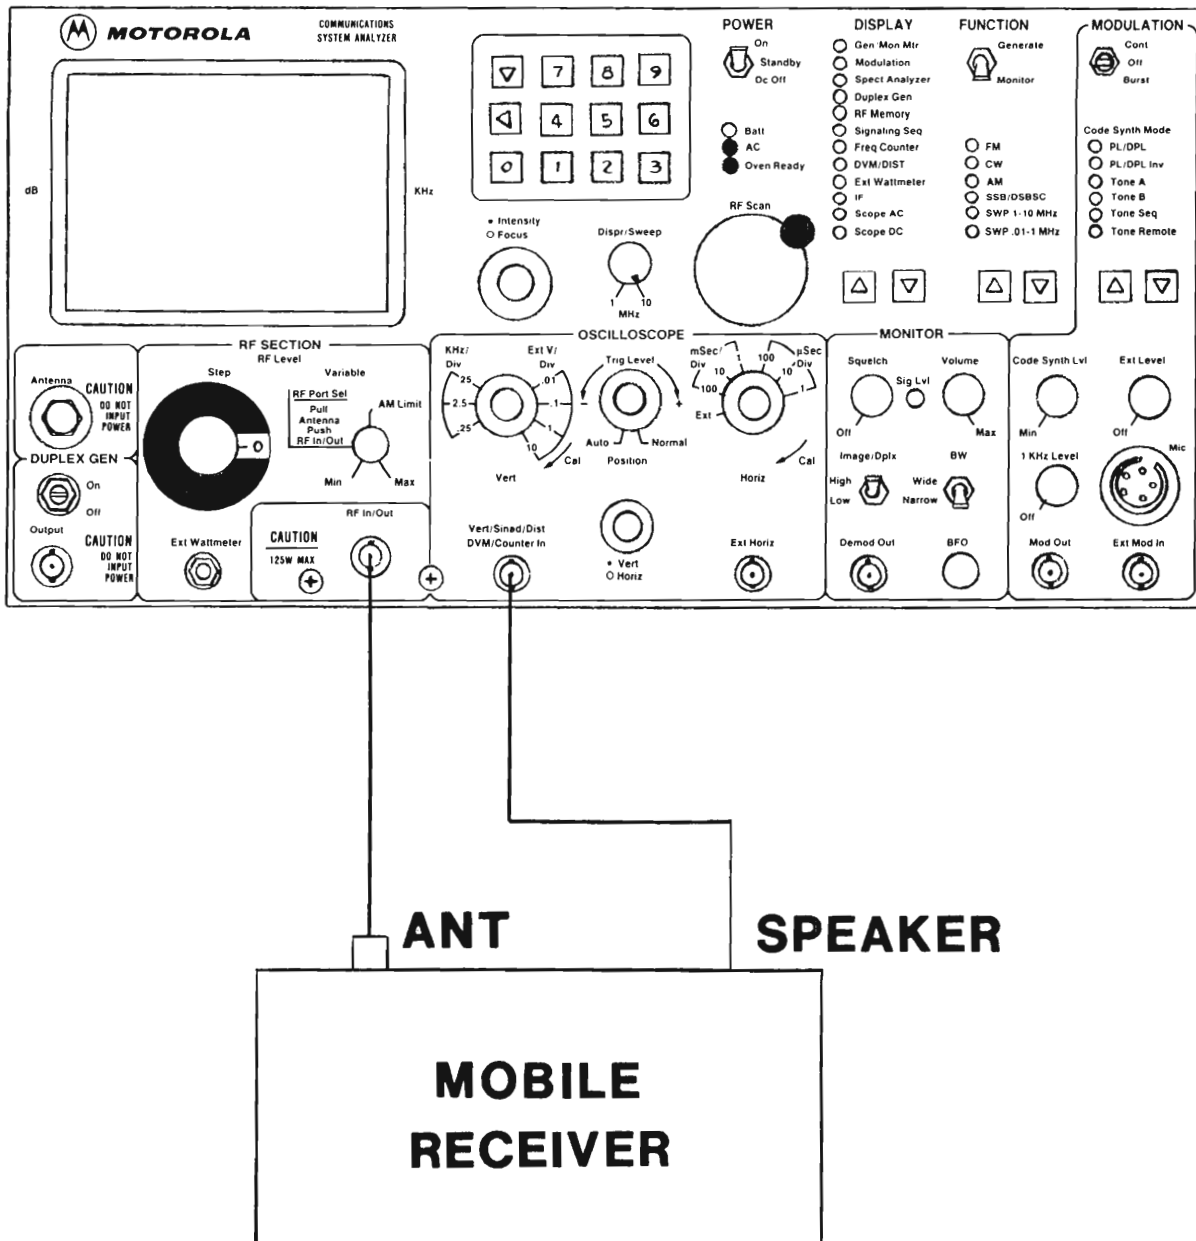 MOTOROLA
COMMUNICATIONS
SYSTEM ANALYZER
dB
KHz
▽ 7 8 9
◁ 4 5 6
0 1 2 3
• Intensity
○ Focus
Dispr/Sweep
1 10
MHz
POWER
On
Standby
Dc Off
Batt
AC
Oven Ready
RF Scan
DISPLAY
Gen/Mon Mtr
Modulation
Spect Analyzer
Duplex Gen
RF Memory
Signaling Seq
Freq Counter
DVM/DIST
Ext Wattmeter
IF
Scope AC
Scope DC
FUNCTION
Generate
Monitor
FM
CW
AM
SSB/DSBSC
SWP 1-10 MHz
SWP .01-1 MHz
MODULATION
Cont
Off
Burst
Code Synth Mode
PL/DPL
PL/DPL Inv
Tone A
Tone B
Tone Seq
Tone Remote
Antenna
CAUTION
DO NOT
INPUT
POWER
DUPLEX GEN
On
Off
Output
CAUTION
DO NOT
INPUT
POWER
RF SECTION
RF Level
Step
Variable
RF Port Sel
Pull
Antenna
Push
RF In/Out
AM Limit
0
Min
Max
Ext Wattmeter
CAUTION
125W MAX
RF In/Out
OSCILLOSCOPE
KHz/
Div
.25
2.5
.25
Ext V/
Div
.01
.1
1
10
Cal
Vert
Trig Level
- +
Auto
Normal
Position
mSec/
Div
1
10
100
Ext
µSec
Div
100
10
1
Cal
Horiz
Vert/Sinad/Dist
DVM/Counter In
• Vert
○ Horiz
Ext Horiz
MONITOR
Squelch
Off
Sig Lvl
Volume
Max
Image/Dplx
High
Low
BW
Wide
Narrow
Demod Out
BFO
Code Synth Lvl
Min
Ext Level
Off
1 KHz Level
Off
Mic
Mod Out
Ext Mod In
ANT
SPEAKER
MOBILE
RECEIVER